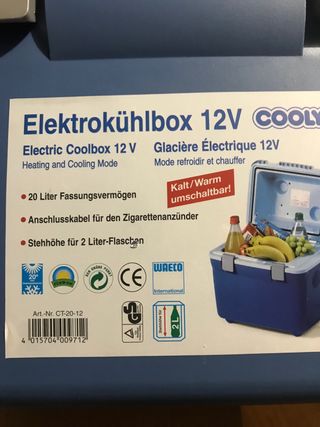 Elektrokühlbox 12V
COOLY
Electric Coolbox 12 V
Heating and Cooling Mode
Glacière Électrique 12V
Mode refroidir et chauffer
Kalt/Warm
umschaltbar!
• 20 Liter Fassungsvermögen
• Anschlusskabel für den Zigarettenanzünder
• Stehhöhe für 2 Liter-Flaschen
20°
CE
WAECO
International
Art.-Nr. CT-20-12
4 015704 009712
GS
2 L